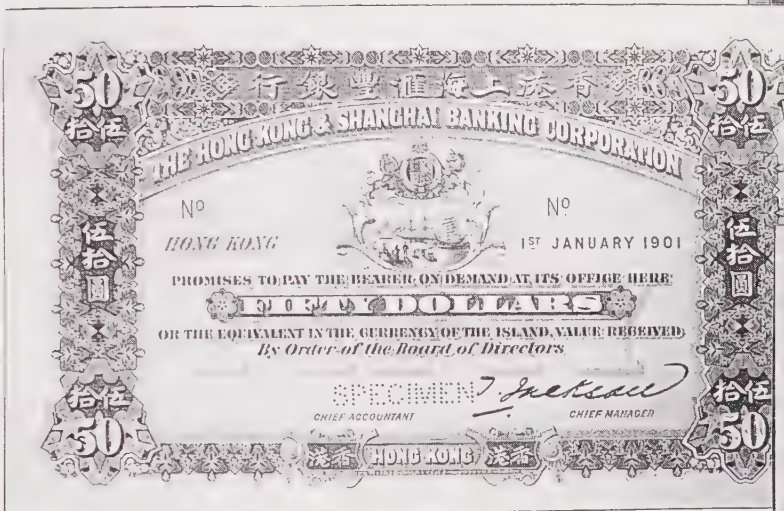 50 行銀豐滙海上港香 50
拾伍 拾伍
THE HONG KONG & SHANGHAI BANKING CORPORATION
Nº Nº
HONG KONG 1ST JANUARY 1901
伍拾圓 伍拾圓
PROMISES TO PAY THE BEARER ON DEMAND AT ITS OFFICE HERE
FIFTY DOLLARS
OR THE EQUIVALENT IN THE CURRENCY OF THE ISLAND, VALUE RECEIVED
By Order of the Board of Directors
SPECIMEN T. Jackson
CHIEF ACCOUNTANT CHIEF MANAGER
拾伍 拾伍
50 港香 HONG KONG 港香 50